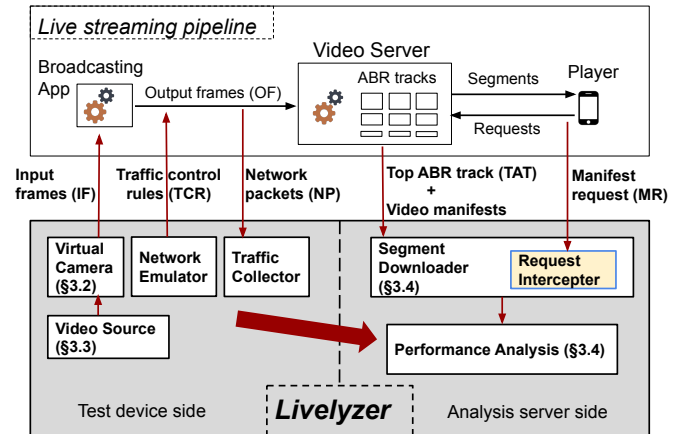 Live streaming pipeline
Broadcasting
App
Output frames (OF)
Video Server
ABR tracks
Segments
Requests
Player
Input
frames (IF)
Traffic control
rules (TCR)
Network
packets (NP)
Top ABR track (TAT)
+
Video manifests
Manifest
request (MR)
Virtual
Camera
(§3.2)
Network
Emulator
Traffic
Collector
Segment
Downloader
(§3.4)
Request
Intercepter
Video Source
(§3.3)
Performance Analysis (§3.4)
Test device side
Livelyzer
Analysis server side